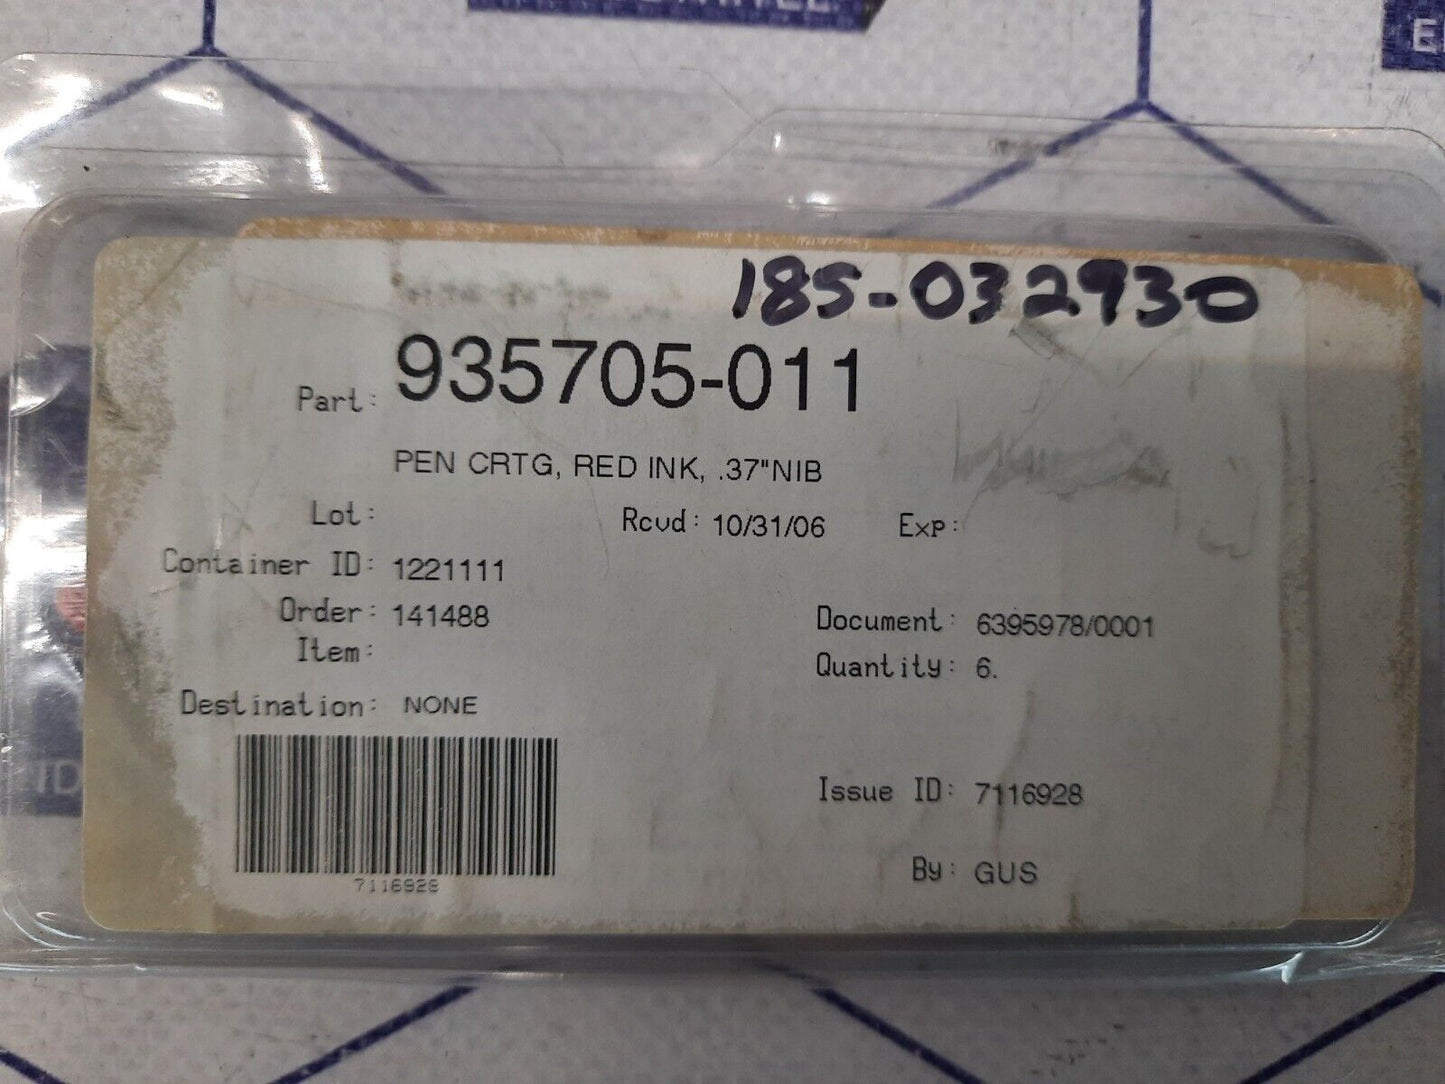 185-032930
Part: 935705-011
PEN CRTG, RED INK, .37"NIB
Lot: Rcvd: 10/31/06 Exp:
Container ID: 1221111
Order: 141488 Document: 6395978/0001
Item: Quantity: 6.
Destination: NONE
Issue ID: 7116928
7116928 By: GUS